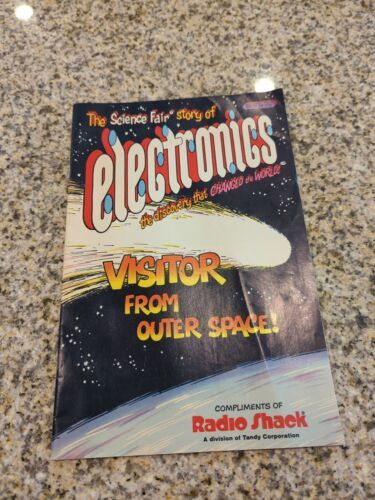 The Science Fair® story of
electronics
the discovery that CHANGED the WORLD!
VISITOR
FROM
OUTER SPACE!
COMPLIMENTS OF
Radio Shack®
A division of Tandy Corporation